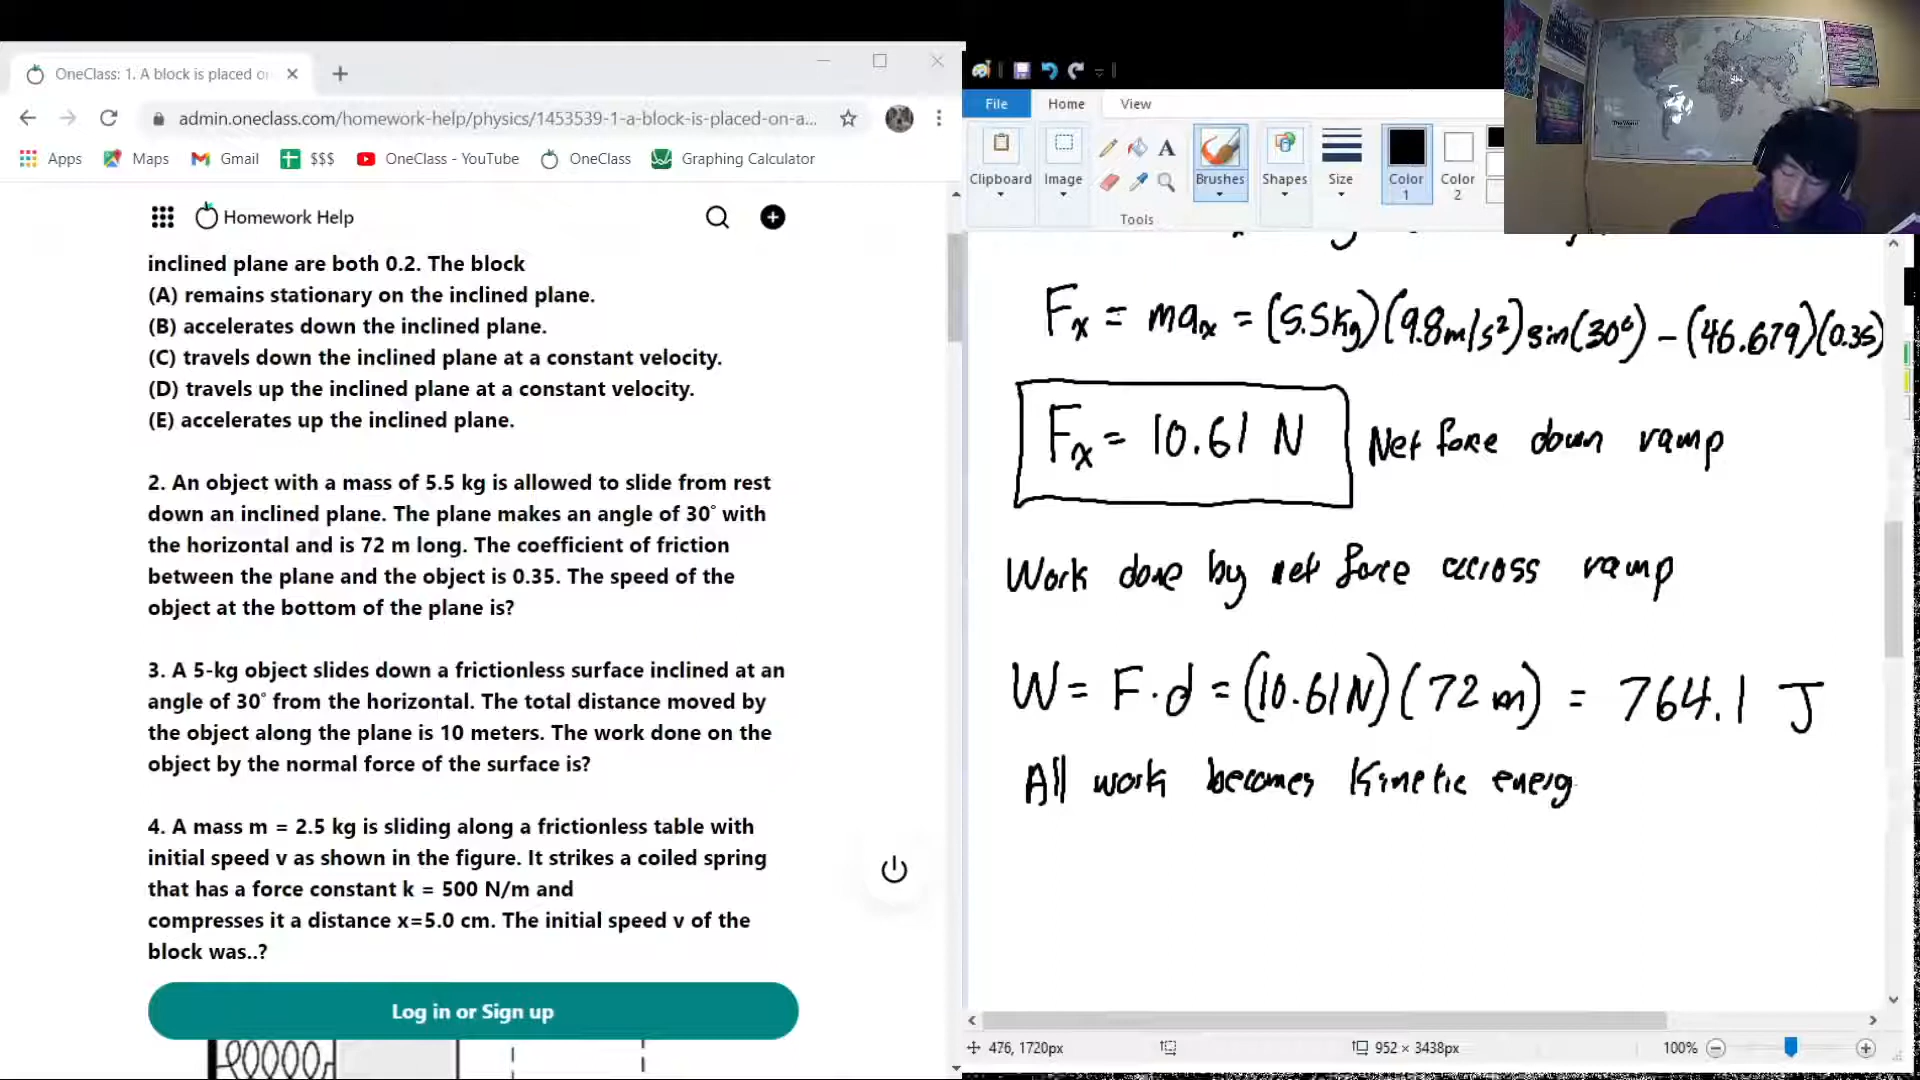 OneClass: 1. A block is placed o
admin.oneclass.com/homework-help/physics/1453539-1-a-block-is-placed-on-a...
Apps Maps Gmail $$$ OneClass - YouTube OneClass Graphing Calculator
Homework Help
inclined plane are both 0.2. The block
(A) remains stationary on the inclined plane.
(B) accelerates down the inclined plane.
(C) travels down the inclined plane at a constant velocity.
(D) travels up the inclined plane at a constant velocity.
(E) accelerates up the inclined plane.
2. An object with a mass of 5.5 kg is allowed to slide from rest
down an inclined plane. The plane makes an angle of 30° with
the horizontal and is 72 m long. The coefficient of friction
between the plane and the object is 0.35. The speed of the
object at the bottom of the plane is?
3. A 5-kg object slides down a frictionless surface inclined at an
angle of 30° from the horizontal. The total distance moved by
the object along the plane is 10 meters. The work done on the
object by the normal force of the surface is?
4. A mass m = 2.5 kg is sliding along a frictionless table with
initial speed v as shown in the figure. It strikes a coiled spring
that has a force constant k = 500 N/m and
compresses it a distance x=5.0 cm. The initial speed v of the
block was..?
Log in or Sign up
File Home View
Clipboard Image Brushes Shapes Size Color 1 Color 2
Tools
Fx = max = (5.5kg)(9.8m/s²)sin(30°) - (46.679)(0.35)
Fx = 10.61 N Net force down ramp
Work done by net force across ramp
W = F·d = (10.61N)(72 m) = 764.1 J
All work becomes Kinetic energ
476, 1720px 952 × 3438px 100%